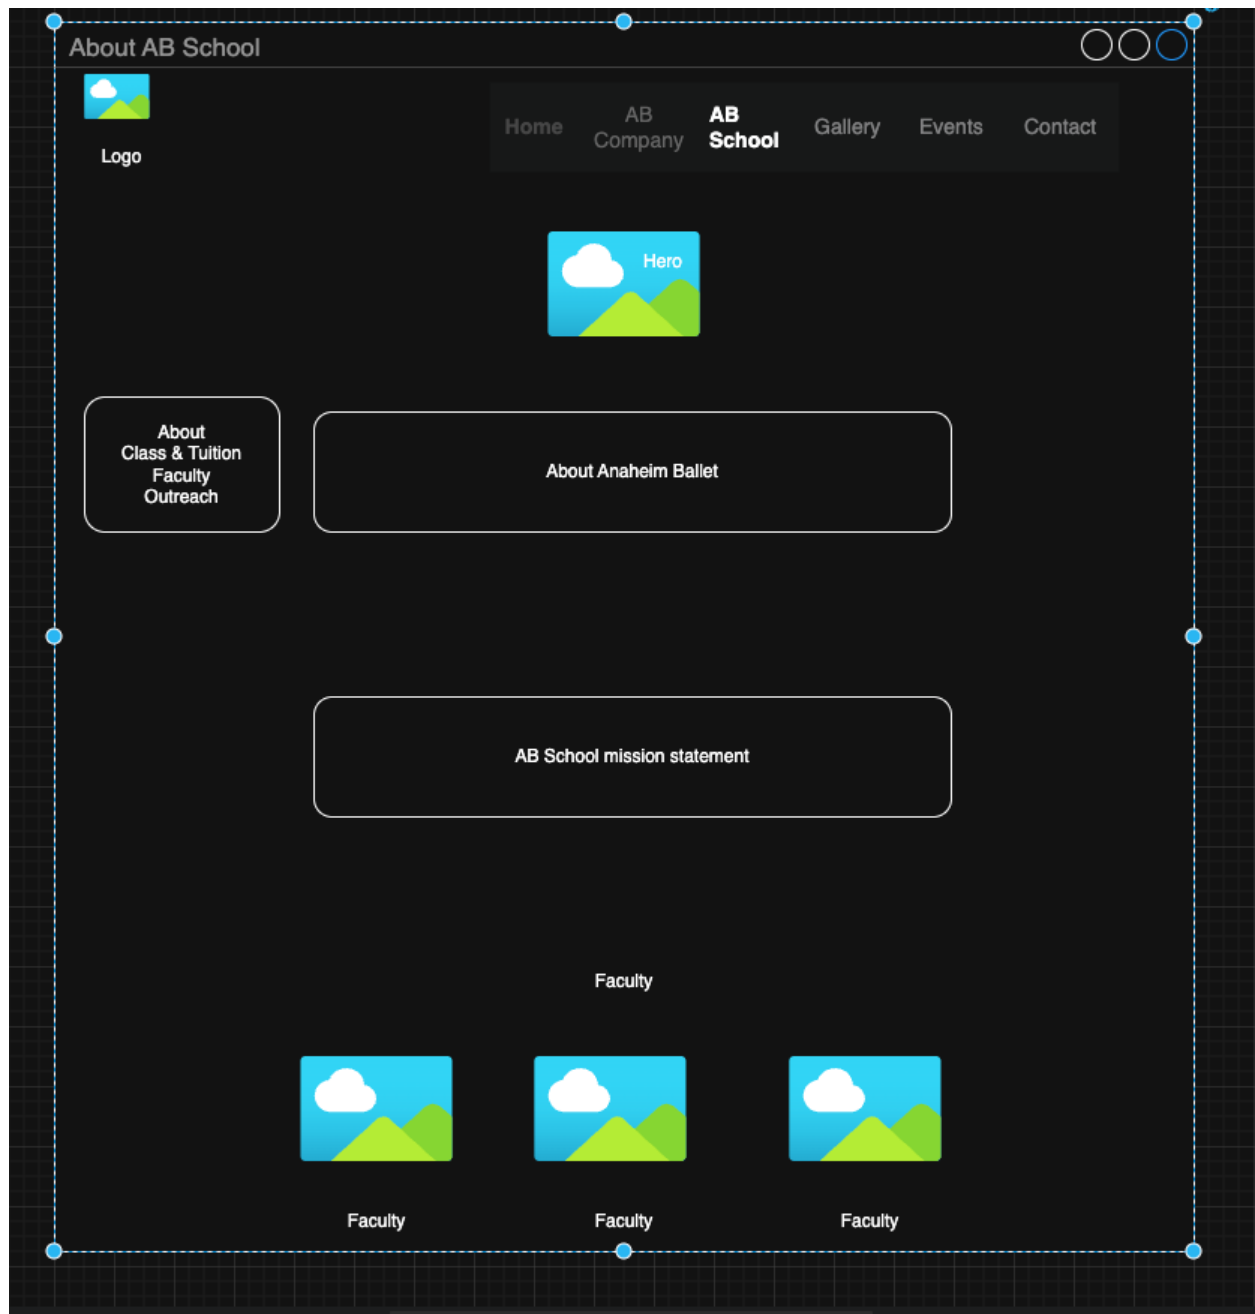 About AB School
Logo
Home
AB
Company
AB
School
Gallery
Events
Contact
Hero
About
Class & Tuition
Faculty
Outreach
About Anaheim Ballet
AB School mission statement
Faculty
Faculty
Faculty
Faculty